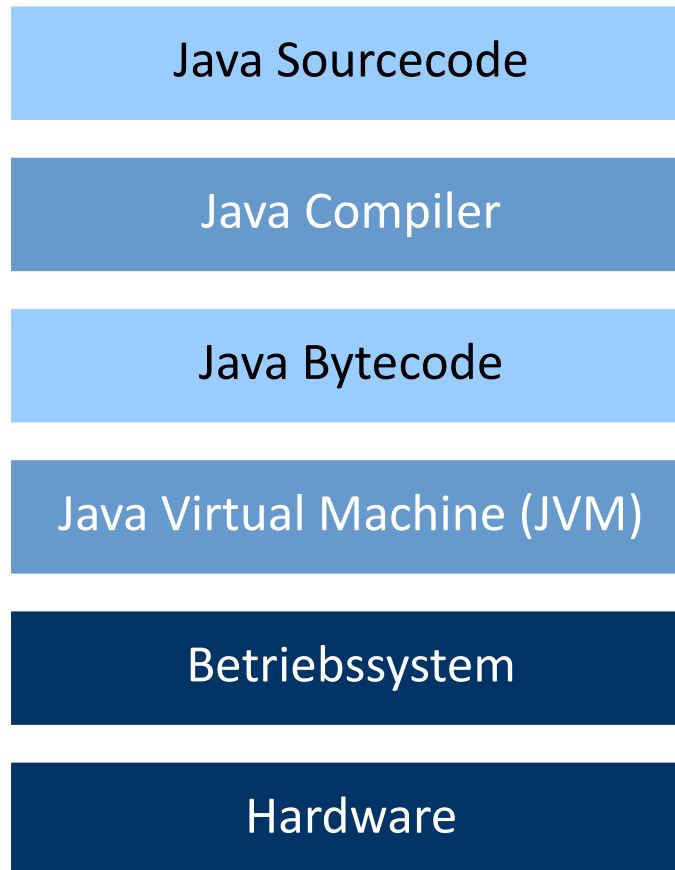 Java Sourcecode
Java Compiler
Java Bytecode
Java Virtual Machine (JVM)
Betriebssystem
Hardware